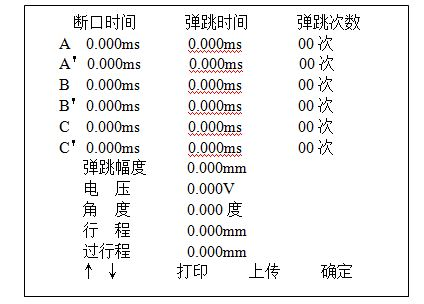 断口时间 弹跳时间 弹跳次数
A 0.000ms 0.000ms 00 次
A' 0.000ms 0.000ms 00 次
B 0.000ms 0.000ms 00 次
B' 0.000ms 0.000ms 00 次
C 0.000ms 0.000ms 00 次
C' 0.000ms 0.000ms 00 次
弹跳幅度 0.000mm
电 压 0.000V
角 度 0.000 度
行 程 0.000mm
过行程 0.000mm
↑ ↓ 打印 上传 确定